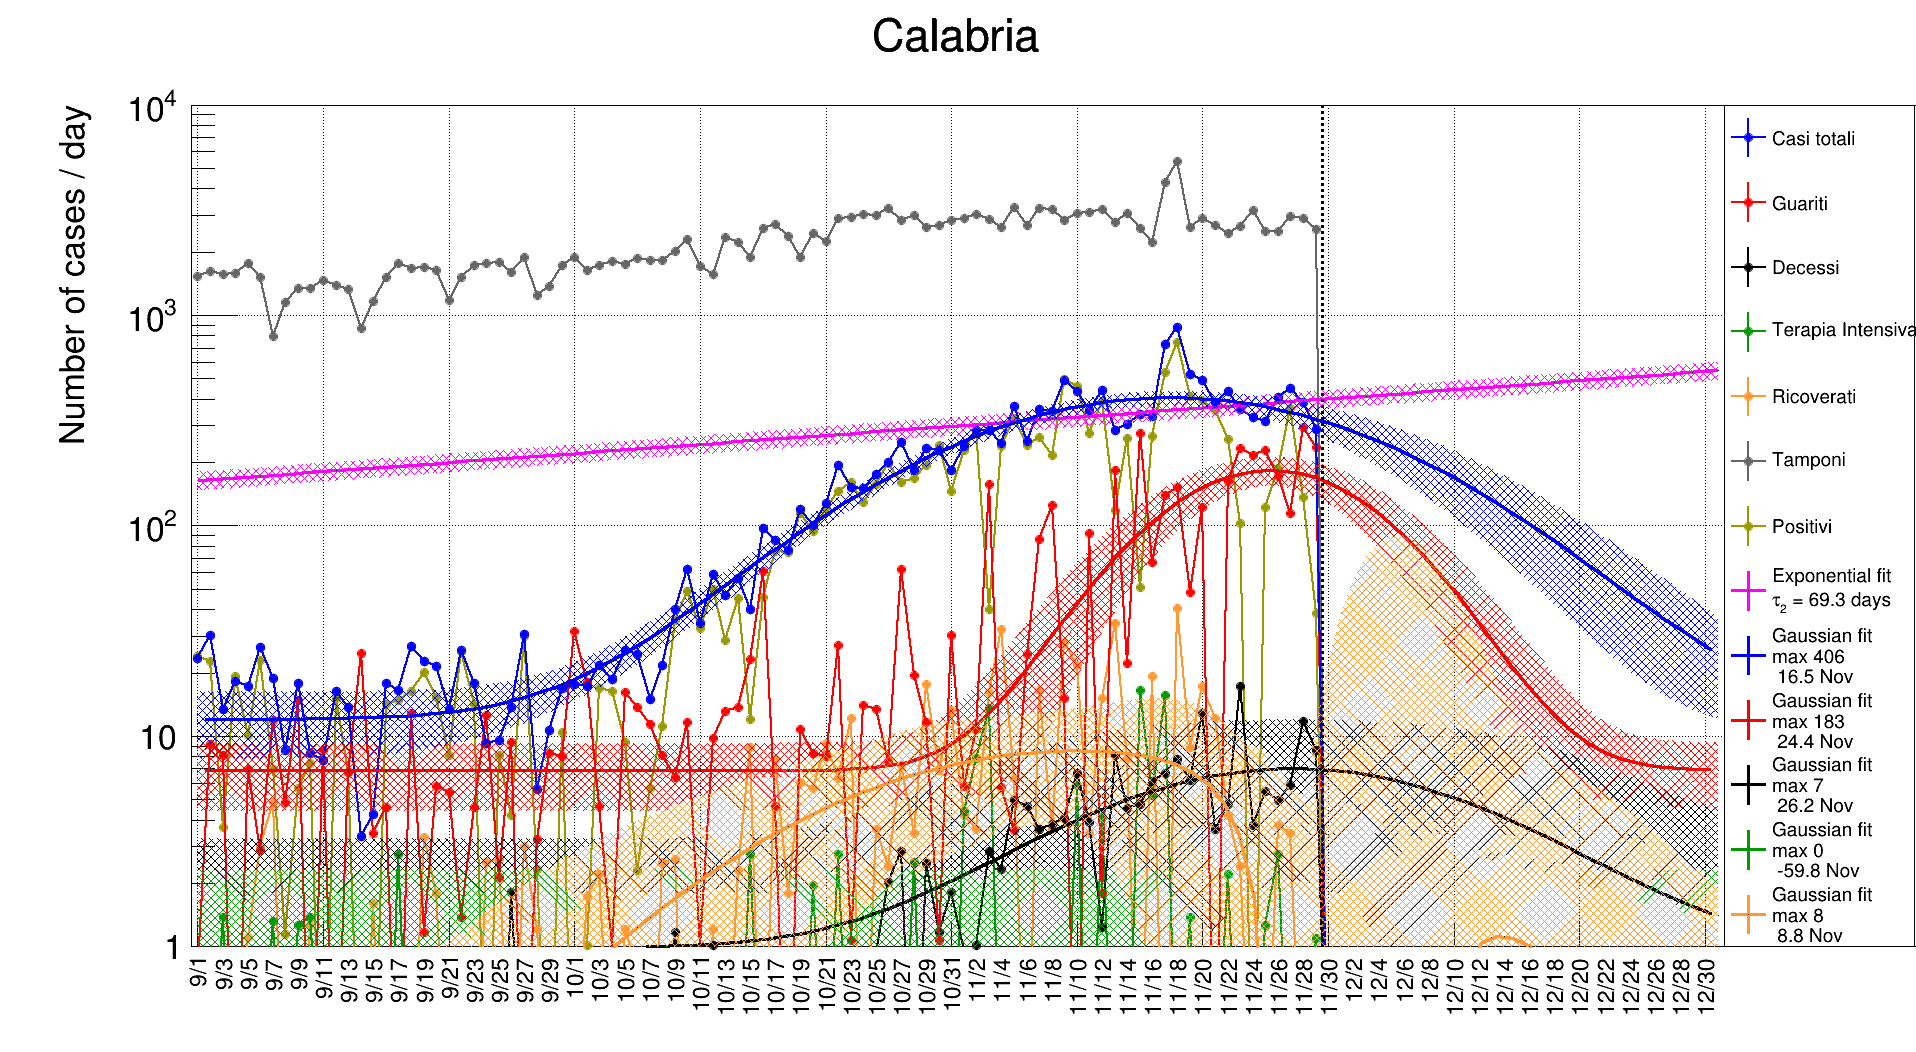 Calabria
Number of cases / day
10^4
10^3
10^2
10
1
9/1
9/3
9/5
9/7
9/9
9/11
9/13
9/15
9/17
9/19
9/21
9/23
9/25
9/27
9/29
10/1
10/3
10/5
10/7
10/9
10/11
10/13
10/15
10/17
10/19
10/21
10/23
10/25
10/27
10/29
10/31
11/2
11/4
11/6
11/8
11/10
11/12
11/14
11/16
11/18
11/20
11/22
11/24
11/26
11/28
11/30
12/2
12/4
12/6
12/8
12/10
12/12
12/14
12/16
12/18
12/20
12/22
12/24
12/26
12/28
12/30
Casi totali
Guariti
Decessi
Terapia Intensiva
Ricoverati
Tamponi
Positivi
Exponential fit
τ_2 = 69.3 days
Gaussian fit
max 406
16.5 Nov
Gaussian fit
max 183
24.4 Nov
Gaussian fit
max 7
26.2 Nov
Gaussian fit
max 0
-59.8 Nov
Gaussian fit
max 8
8.8 Nov